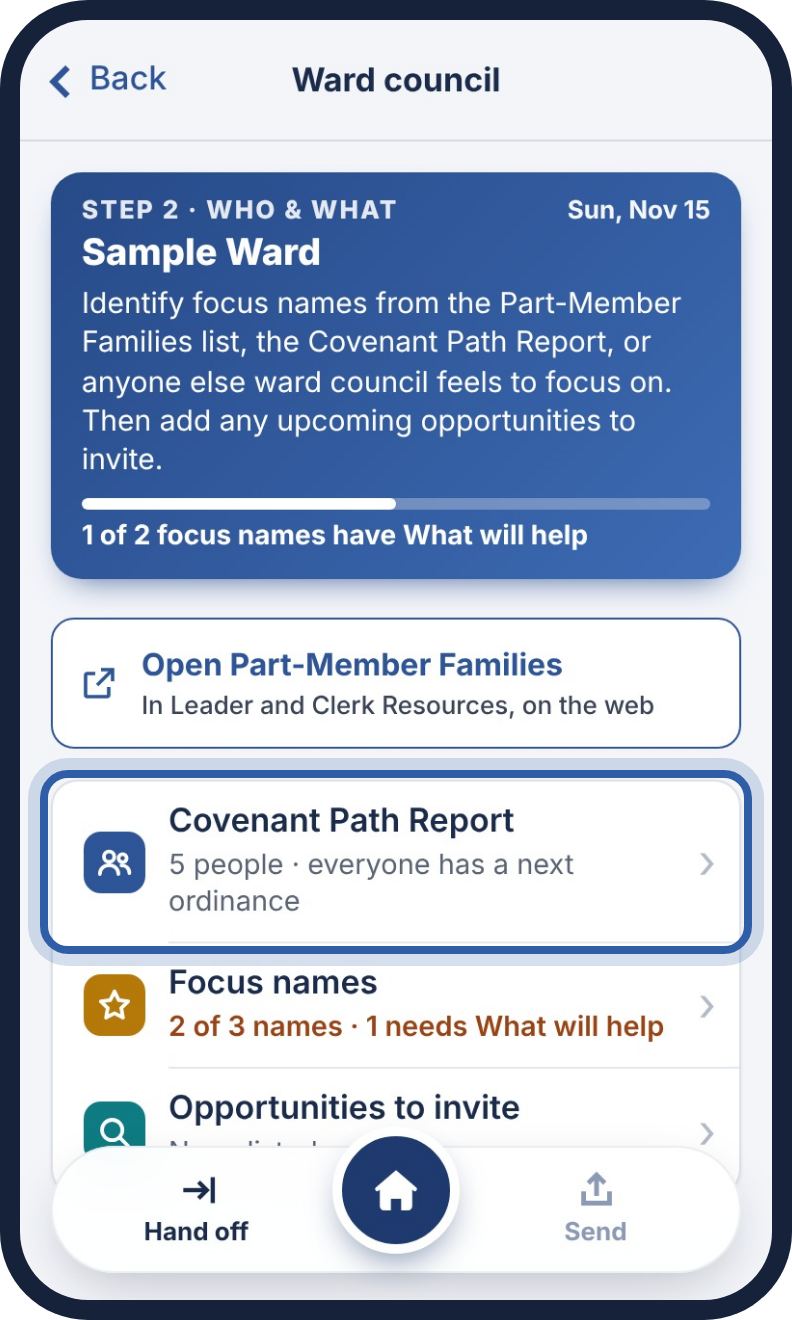 Back
Ward council
STEP 2 · WHO & WHAT
Sun, Nov 15
Sample Ward
Identify focus names from the Part-Member
Families list, the Covenant Path Report, or
anyone else ward council feels to focus on.
Then add any upcoming opportunities to
invite.
1 of 2 focus names have What will help
Open Part-Member Families
In Leader and Clerk Resources, on the web
Covenant Path Report
5 people · everyone has a next
ordinance
Focus names
2 of 3 names · 1 needs What will help
Opportunities to invite
Hand off
Send